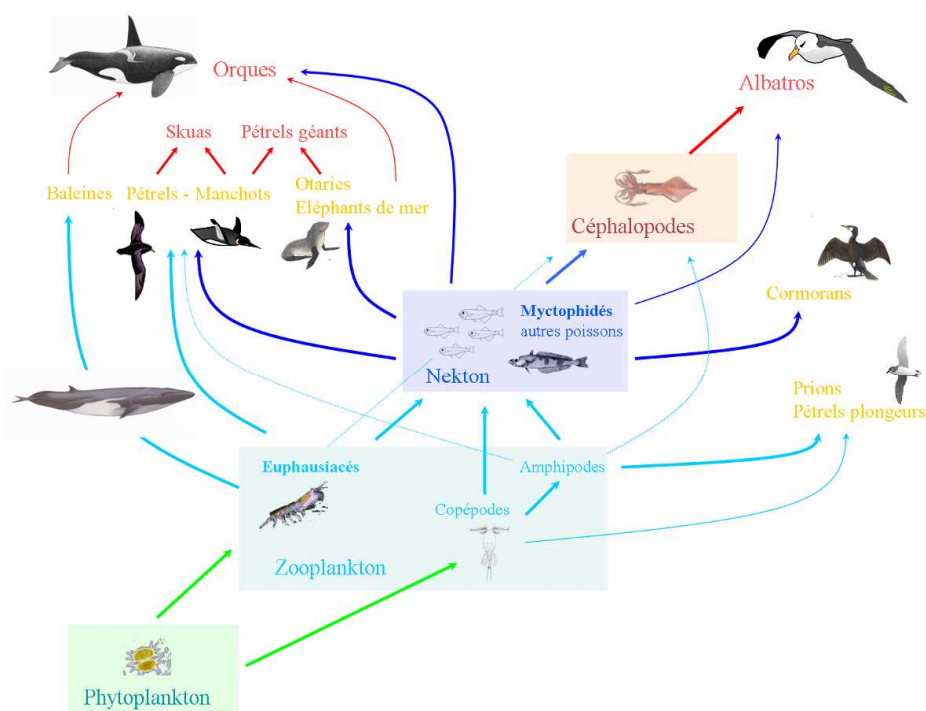 Orques
Albatros
Skuas
Pétrels géants
Baleines
Pétrels - Manchots
Otaries
Eléphants de mer
Céphalopodes
Cormorans
Myctophidés
autres poissons
Nekton
Prions
Pétrels plongeurs
Euphausiacés
Amphipodes
Copépodes
Zooplankton
Phytoplankton